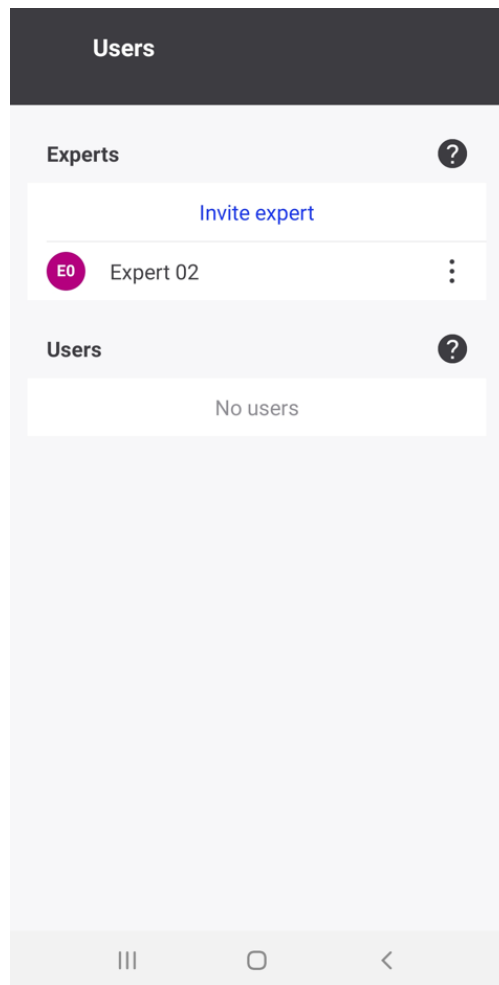 Users
Experts
?
Invite expert
E0
Expert 02
Users
?
No users